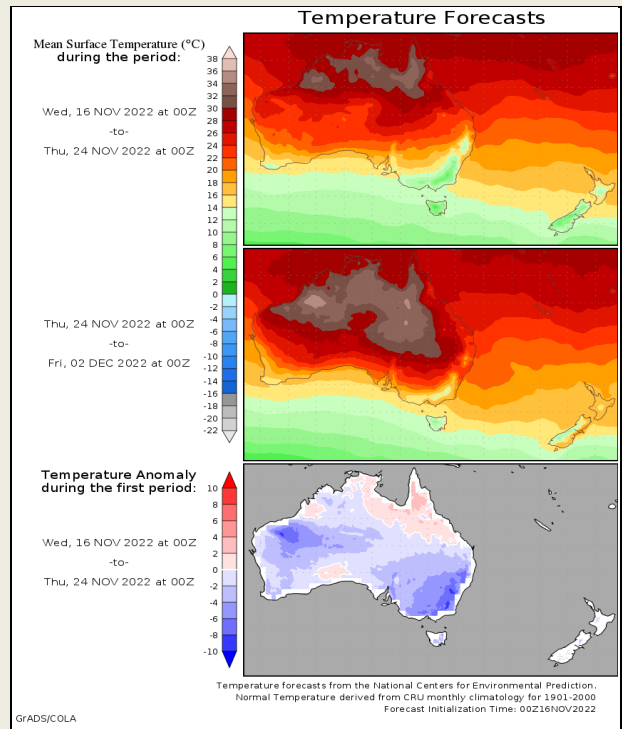 Temperature Forecasts
Mean Surface Temperature (°C)
during the period:
Wed, 16 NOV 2022 at 00Z
-to-
Thu, 24 NOV 2022 at 00Z
38
36
34
32
30
28
26
24
22
20
18
16
14
12
10
8
6
4
2
0
-2
-4
-6
-8
-10
-12
-14
-16
-18
-20
-22
Thu, 24 NOV 2022 at 00Z
-to-
Fri, 02 DEC 2022 at 00Z
Temperature Anomaly
during the first period:
Wed, 16 NOV 2022 at 00Z
-to-
Thu, 24 NOV 2022 at 00Z
10
8
6
4
2
0
-2
-4
-6
-8
-10
Temperature forecasts from the National Centers for Environmental Prediction.
Normal Temperature derived from CRU monthly climatology for 1901-2000
Forecast Initialization Time: 00Z16NOV2022
GrADS/COLA